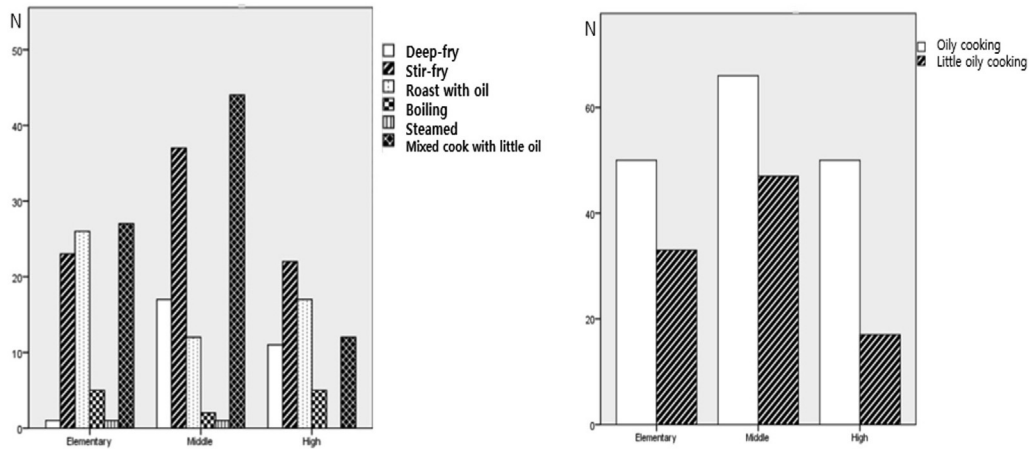 N
50
40
30
20
10
0
Elementary
Middle
High
Deep-fry
Stir-fry
Roast with oil
Boiling
Steamed
Mixed cook with little oil
N
60
40
20
0
Elementary
Middle
High
Oily cooking
Little oily cooking